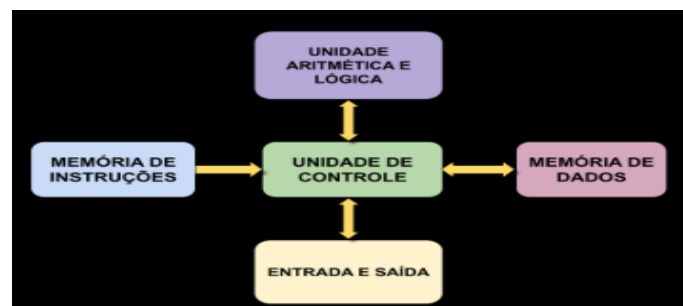 UNIDADE
ARITMÉTICA E
LÓGICA
MEMÓRIA DE
INSTRUÇÕES
UNIDADE DE
CONTROLE
MEMÓRIA DE
DADOS
ENTRADA E SAÍDA